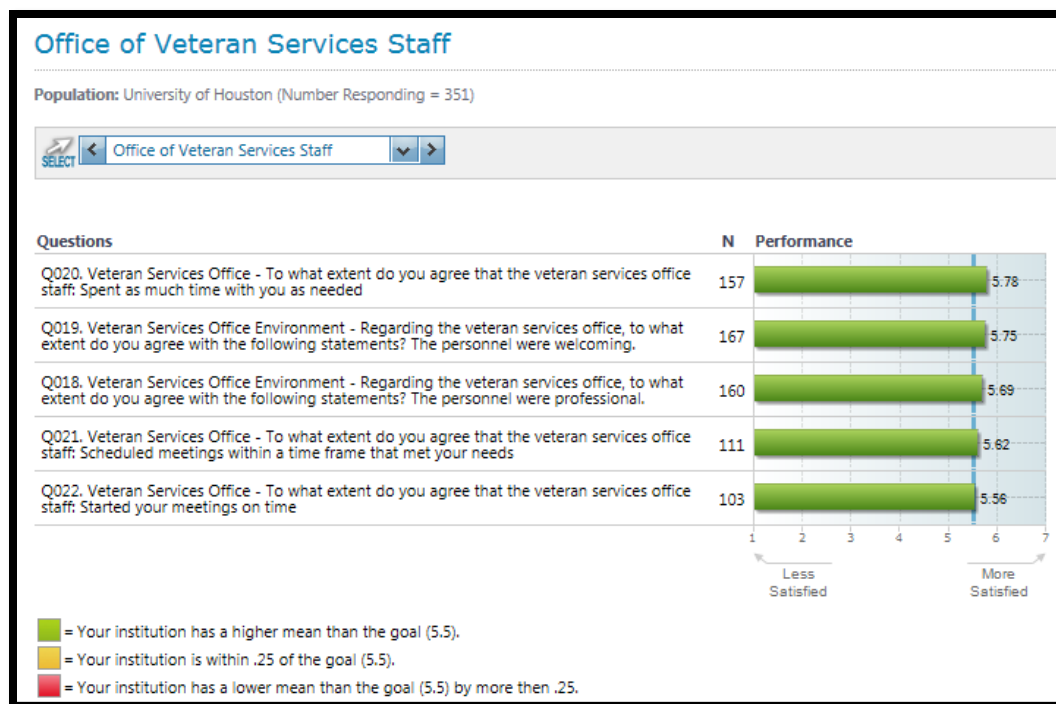 Office of Veteran Services Staff
Population: University of Houston (Number Responding = 351)
SELECT Office of Veteran Services Staff
Questions N Performance
Q020. Veteran Services Office - To what extent do you agree that the veteran services office
staff: Spent as much time with you as needed
157 5.78
Q019. Veteran Services Office Environment - Regarding the veteran services office, to what
extent do you agree with the following statements? The personnel were welcoming.
167 5.75
Q018. Veteran Services Office Environment - Regarding the veteran services office, to what
extent do you agree with the following statements? The personnel were professional.
160 5.69
Q021. Veteran Services Office - To what extent do you agree that the veteran services office
staff: Scheduled meetings within a time frame that met your needs
111 5.62
Q022. Veteran Services Office - To what extent do you agree that the veteran services office
staff: Started your meetings on time
103 5.56
1 2 3 4 5 6 7
Less More
Satisfied Satisfied
= Your institution has a higher mean than the goal (5.5).
= Your institution is within .25 of the goal (5.5).
= Your institution has a lower mean than the goal (5.5) by more then .25.